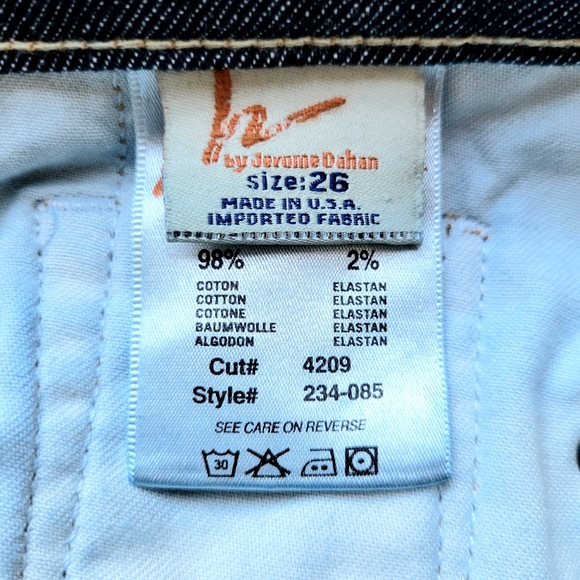 by Jerome Dahan
size:26
MADE IN U.S.A.
IMPORTED FABRIC
98% 2%
COTON ELASTAN
COTTON ELASTAN
COTONE ELASTAN
BAUMWOLLE ELASTAN
ALGODON ELASTAN
Cut# 4209
Style# 234-085
SEE CARE ON REVERSE
30